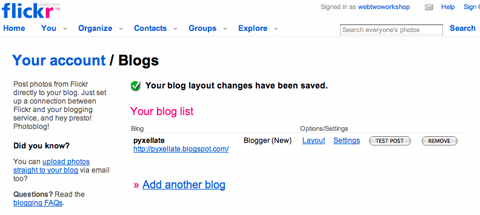 flickr
Signed in as webtwoworkshop Help Sign
Home You Organize Contacts Groups Explore Search everyone's photos Search
Your account / Blogs
Post photos from Flickr
directly to your blog. Just set
up a connection between
Flickr and your blogging
service, and hey presto!
Photoblog!
Did you know?
You can upload photos
straight to your blog via email
too?
Questions? Read the
blogging FAQs.
Your blog layout changes have been saved.
Your blog list
Blog Options/Settings
pyxellate Blogger (New) Layout Settings TEST POST REMOVE
http://pyxellate.blogspot.com/
» Add another blog